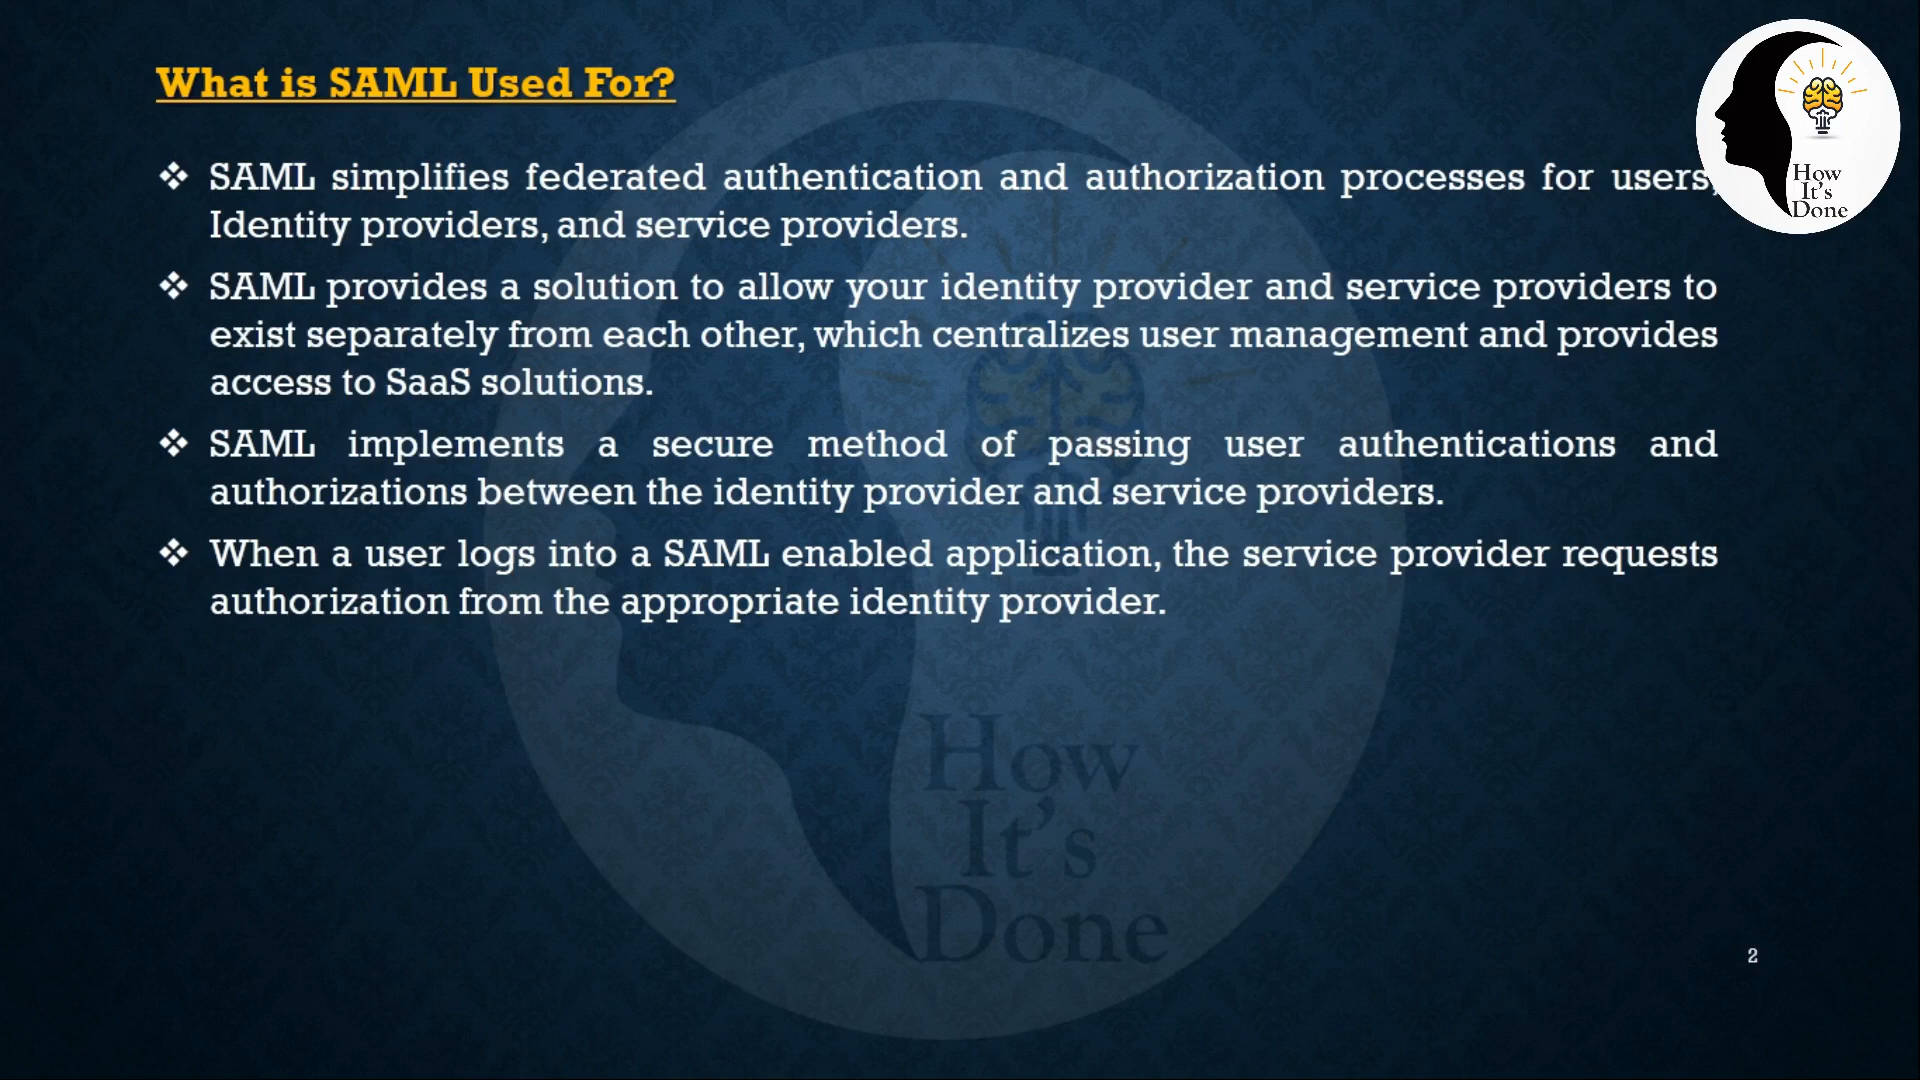 What is SAML Used For?
❖ SAML simplifies federated authentication and authorization processes for users,
Identity providers, and service providers.
❖ SAML provides a solution to allow your identity provider and service providers to
exist separately from each other, which centralizes user management and provides
access to SaaS solutions.
❖ SAML implements a secure method of passing user authentications and
authorizations between the identity provider and service providers.
❖ When a user logs into a SAML enabled application, the service provider requests
authorization from the appropriate identity provider.
How
It's
Done
How
It's
Done
2